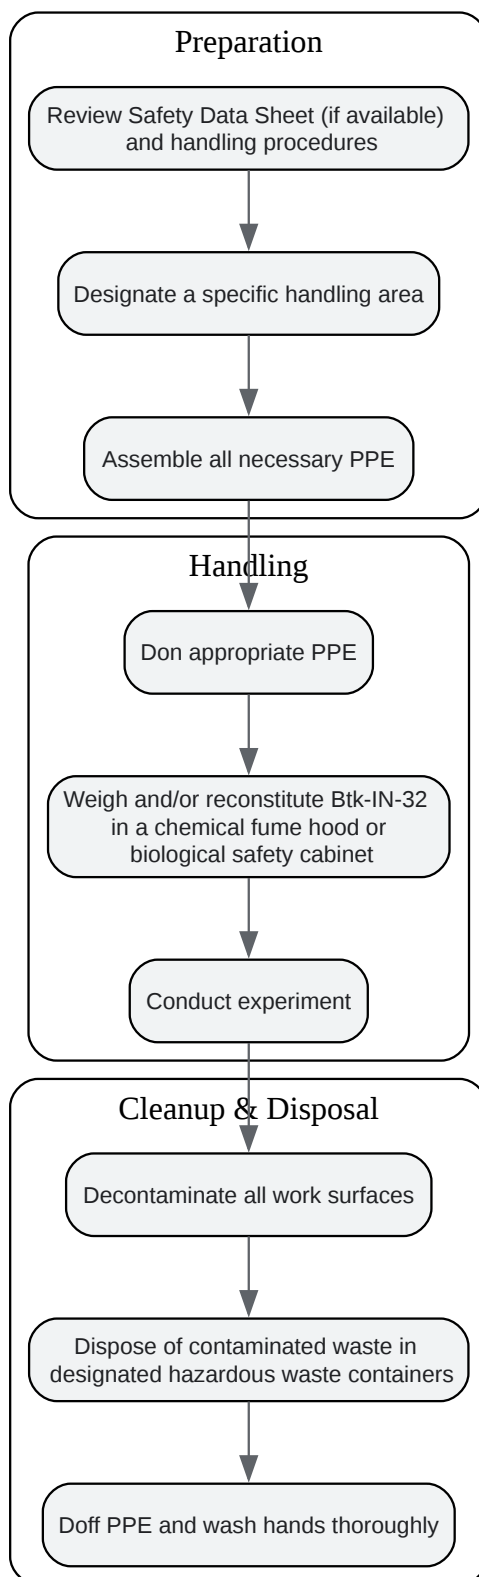 Preparation
Review Safety Data Sheet (if available)
and handling procedures
Designate a specific handling area
Assemble all necessary PPE
Handling
Don appropriate PPE
Weigh and/or reconstitute Btk-IN-32
in a chemical fume hood or
biological safety cabinet
Conduct experiment
Cleanup & Disposal
Decontaminate all work surfaces
Dispose of contaminated waste in
designated hazardous waste containers
Doff PPE and wash hands thoroughly